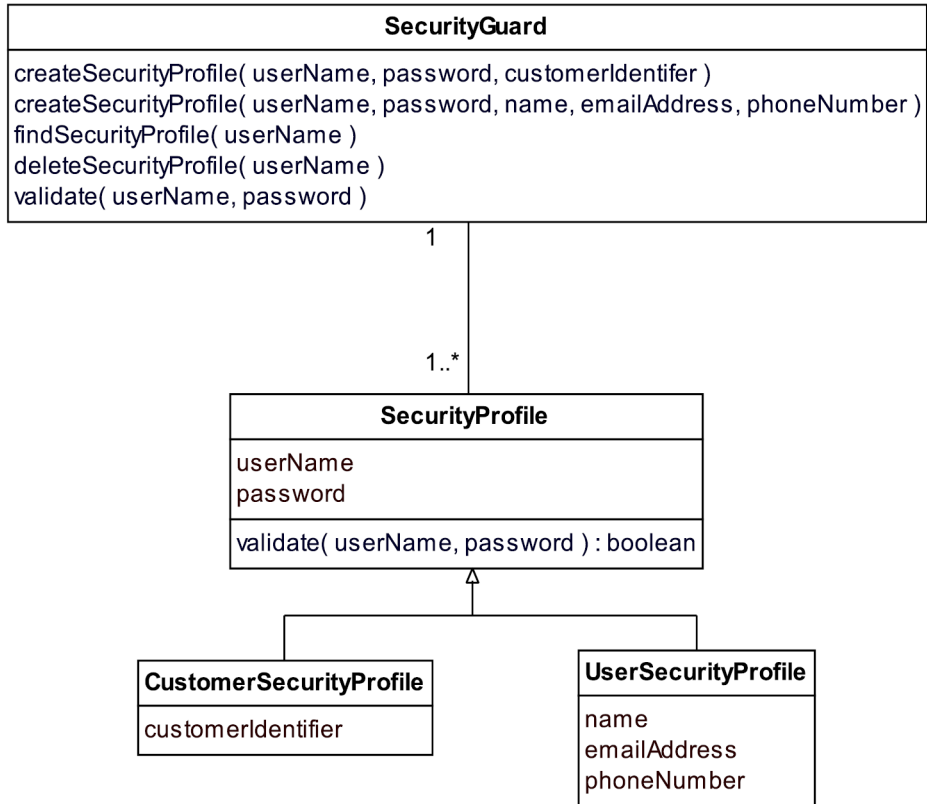 SecurityGuard
createSecurityProfile( userName, password, customerIdentifer )
createSecurityProfile( userName, password, name, emailAddress, phoneNumber )
findSecurityProfile( userName )
deleteSecurityProfile( userName )
validate( userName, password )
1
1..*
SecurityProfile
userName
password
validate( userName, password ) : boolean
CustomerSecurityProfile
customerIdentifier
UserSecurityProfile
name
emailAddress
phoneNumber